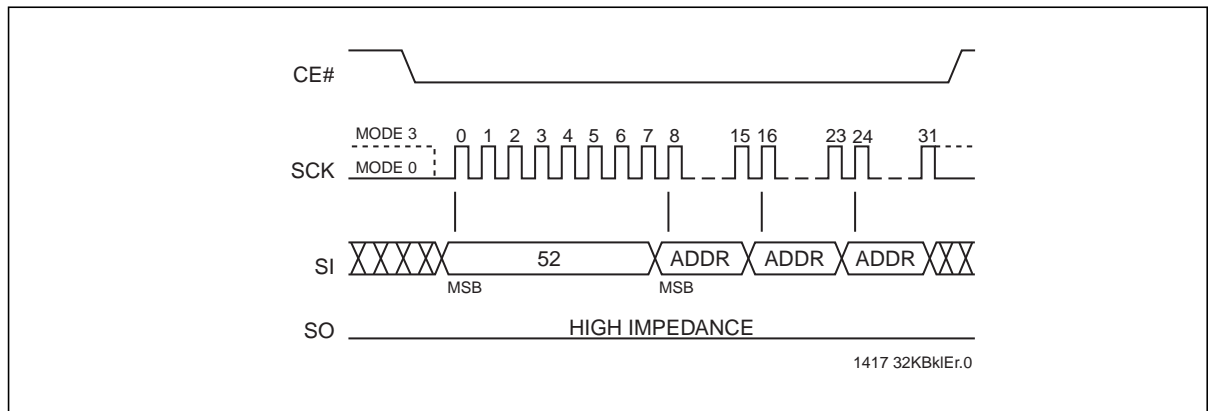 CE#
MODE 3
0 1 2 3 4 5 6 7 8 15 16 23 24 31
SCK
MODE 0
SI
52
ADDR
ADDR
ADDR
MSB
MSB
SO
HIGH IMPEDANCE
1417 32KBklEr.0